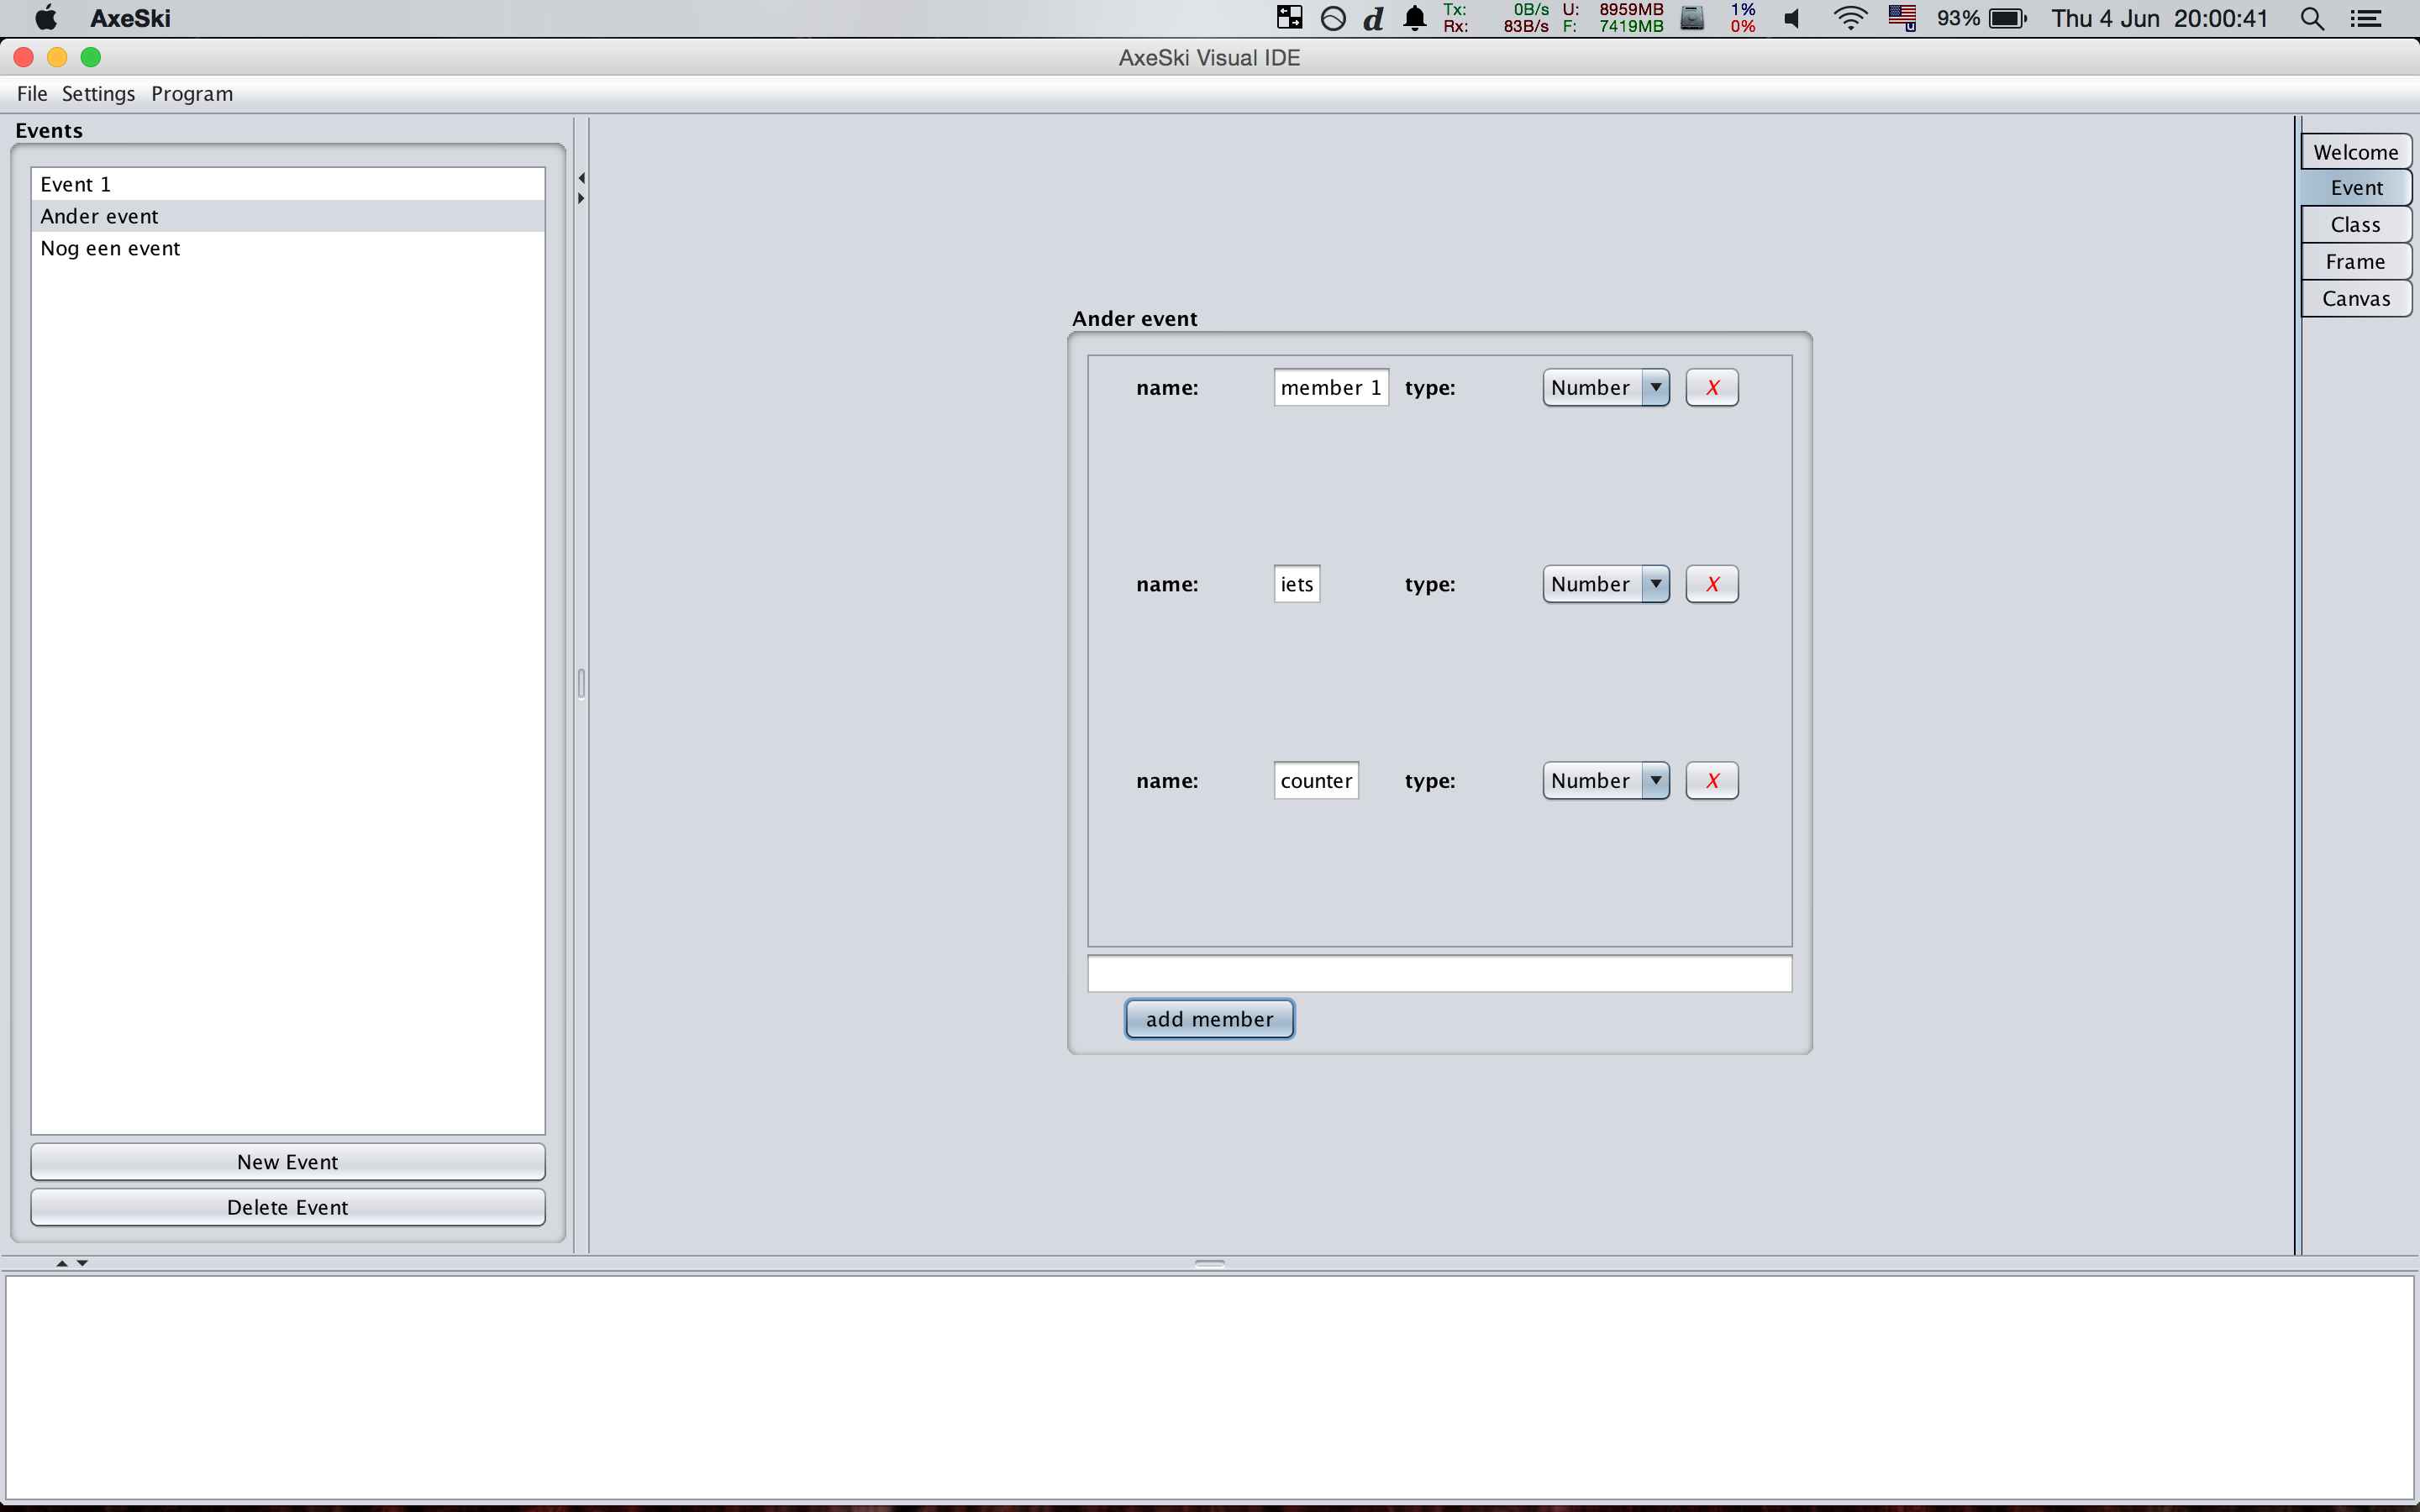 AxeSki
d
Tx: 0B/s U: 8959MB 1%
Rx: 83B/s F: 7419MB 0%
93%
Thu 4 Jun 20:00:41
AxeSki Visual IDE
File Settings Program
Events
Event 1
Ander event
Nog een event
New Event
Delete Event
Ander event
name: member 1 type: Number X
name: iets type: Number X
name: counter type: Number X
add member
Welcome
Event
Class
Frame
Canvas